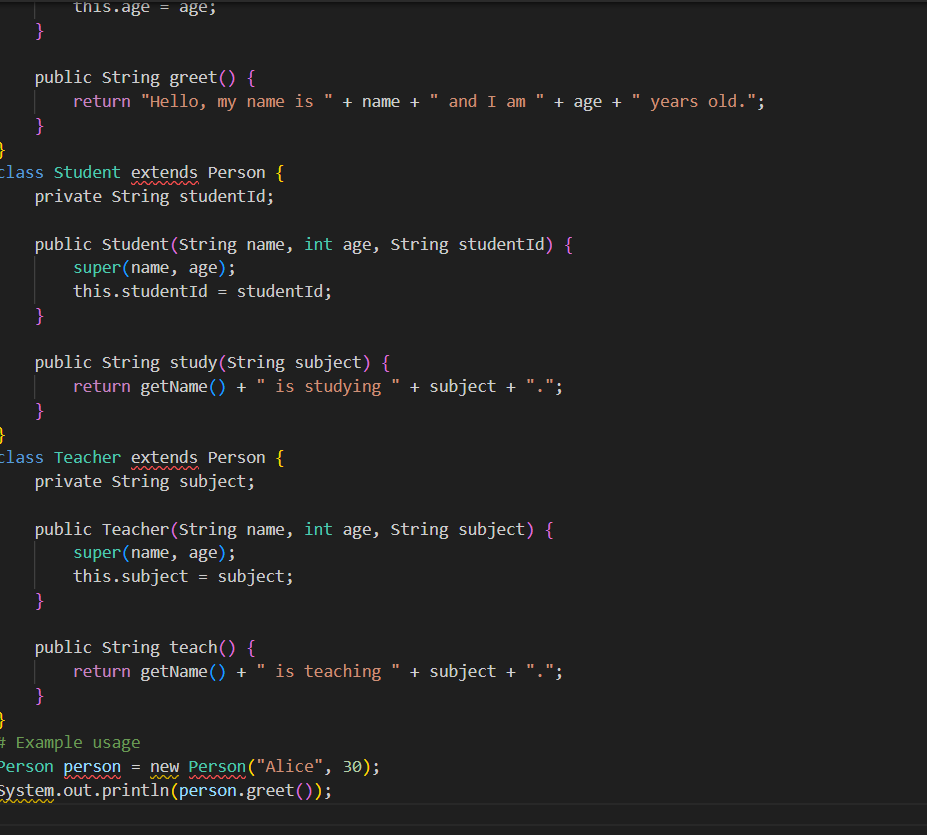 this.age = age;
}
public String greet() {
return "Hello, my name is " + name + " and I am " + age + " years old.";
}
}
class Student extends Person {
private String studentId;
public Student(String name, int age, String studentId) {
super(name, age);
this.studentId = studentId;
}
public String study(String subject) {
return getName() + " is studying " + subject + ".";
}
}
class Teacher extends Person {
private String subject;
public Teacher(String name, int age, String subject) {
super(name, age);
this.subject = subject;
}
public String teach() {
return getName() + " is teaching " + subject + ".";
}
}
# Example usage
Person person = new Person("Alice", 30);
System.out.println(person.greet());